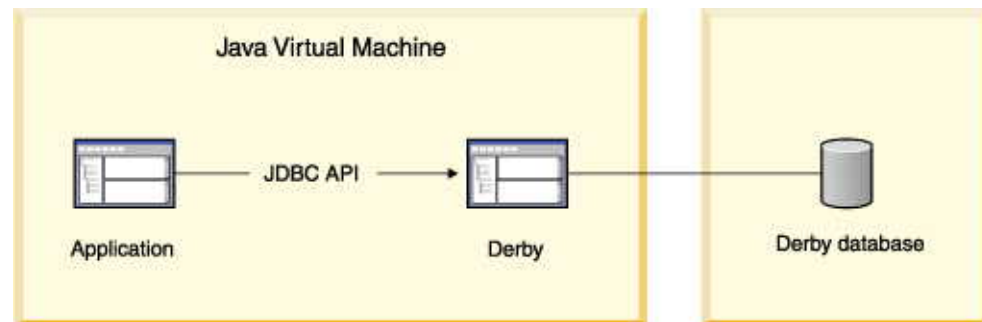 Java Virtual Machine
JDBC API
Application
Derby
Derby database